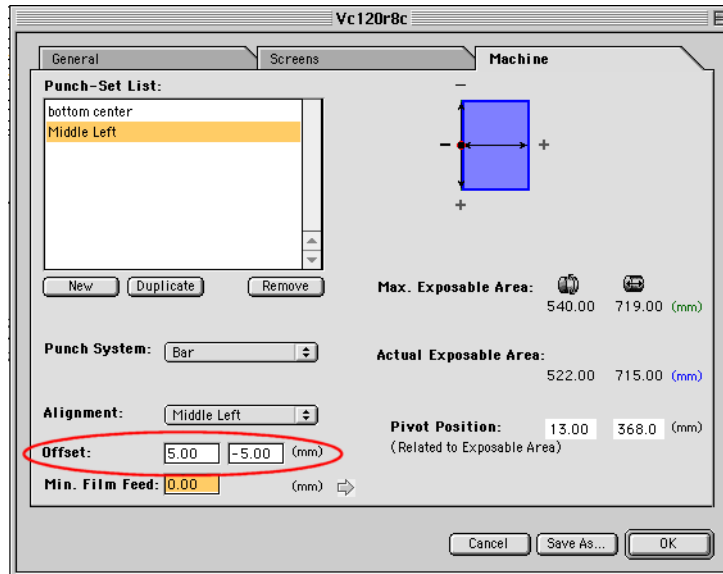 Vc120r8c
General
Screens
Machine
Punch-Set List:
bottom center
Middle Left
New
Duplicate
Remove
−
− +
+
Max. Exposable Area:
540.00 719.00 (mm)
Punch System: Bar
Actual Exposable Area:
522.00 715.00 (mm)
Alignment: Middle Left
Pivot Position: 13.00 368.0 (mm)
(Related to Exposable Area)
Offset: 5.00 -5.00 (mm)
Min. Film Feed: 0.00 (mm)
Cancel
Save As...
OK